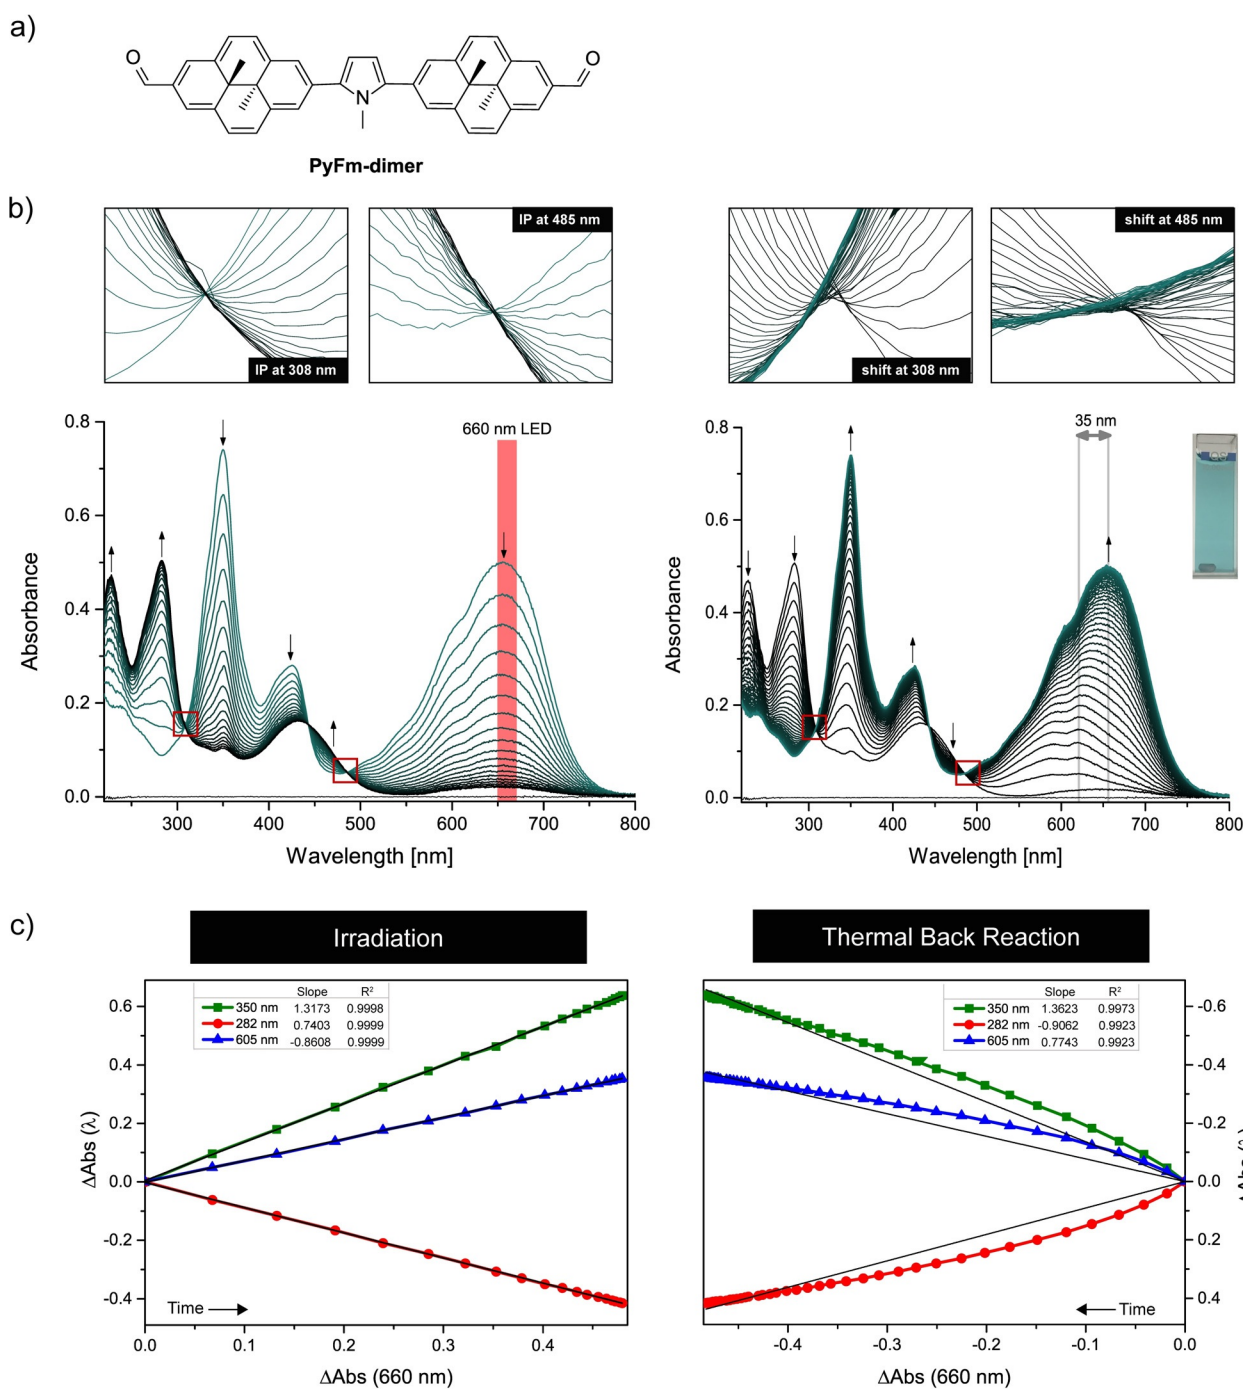 a)
O
O
N
PyFm-dimer
b)
IP at 308 nm
IP at 485 nm
shift at 308 nm
shift at 485 nm
660 nm LED
0.8
0.6
0.4
0.2
0.0
Absorbance
300 400 500 600 700 800
Wavelength [nm]
35 nm
0.8
0.6
0.4
0.2
0.0
Absorbance
300 400 500 600 700 800
Wavelength [nm]
c)
Irradiation
Slope R²
350 nm 1.3173 0.9998
282 nm 0.7403 0.9999
605 nm -0.8608 0.9999
0.6
0.4
0.2
0.0
-0.2
-0.4
ΔAbs (λ)
Time
0.0 0.2 0.4
ΔAbs (660 nm)
Thermal Back Reaction
Slope R²
350 nm 1.3623 0.9973
282 nm -0.9062 0.9923
605 nm 0.7743 0.9923
-0.6
-0.4
-0.2
0.0
0.2
0.4
ΔAbs (λ)
Time
-0.4 -0.3 -0.2 -0.1 0.0
ΔAbs (660 nm)